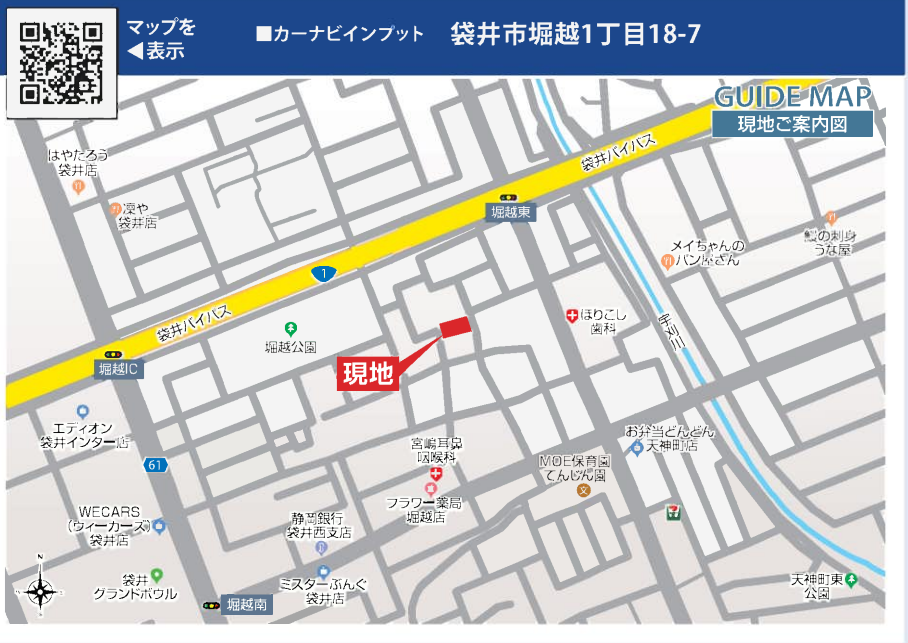 マップを
◀表示
■カーナビインプット 袋井市堀越1丁目18-7
GUIDE MAP
現地ご案内図
はやたろう
袋井店
凜や
袋井店
袋井バイパス
堀越東
メイちゃんの
パン屋さん
鰻の刺身
うな屋
1
袋井バイパス
堀越公園
ほりこし
歯科
宇刈川
堀越IC
現地
エディオン
袋井インター店
61
宮嶋耳鼻
咽喉科
お弁当どんどん
天神町店
MOE保育園
てんじん園
文
フラワー薬局
堀越店
WECARS
(ウィーカーズ)
袋井店
静岡銀行
袋井西支店
7
N
袋井
グランドボウル
ミスターぶんぐ
袋井店
天神町東
公園
堀越南